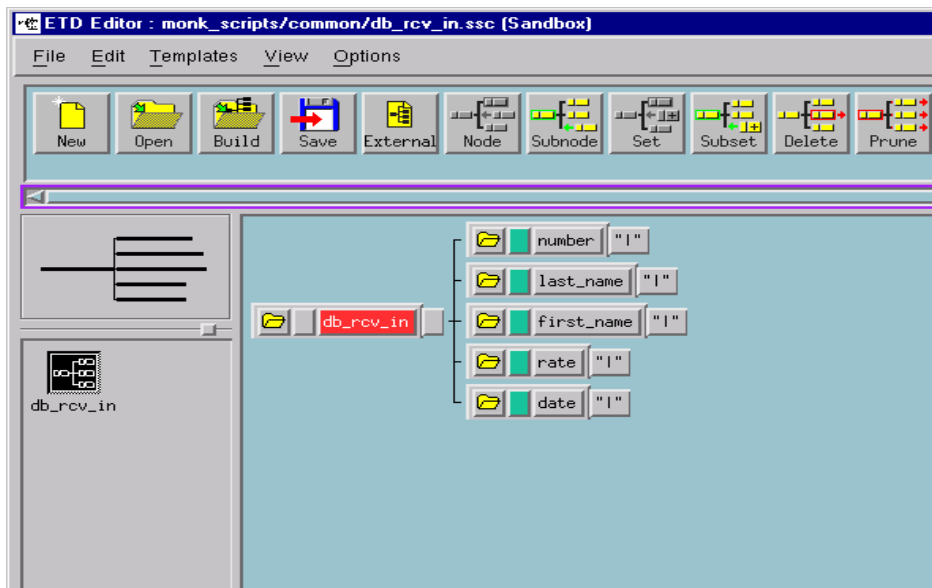 ETD Editor : monk_scripts/common/db_rcv_in.ssc (Sandbox)
File Edit Templates View Options
New Open Build Save External Node Subnode Set Subset Delete Prune
number "|"
last_name "|"
db_rcv_in first_name "|"
rate "|"
date "|"
db_rcv_in